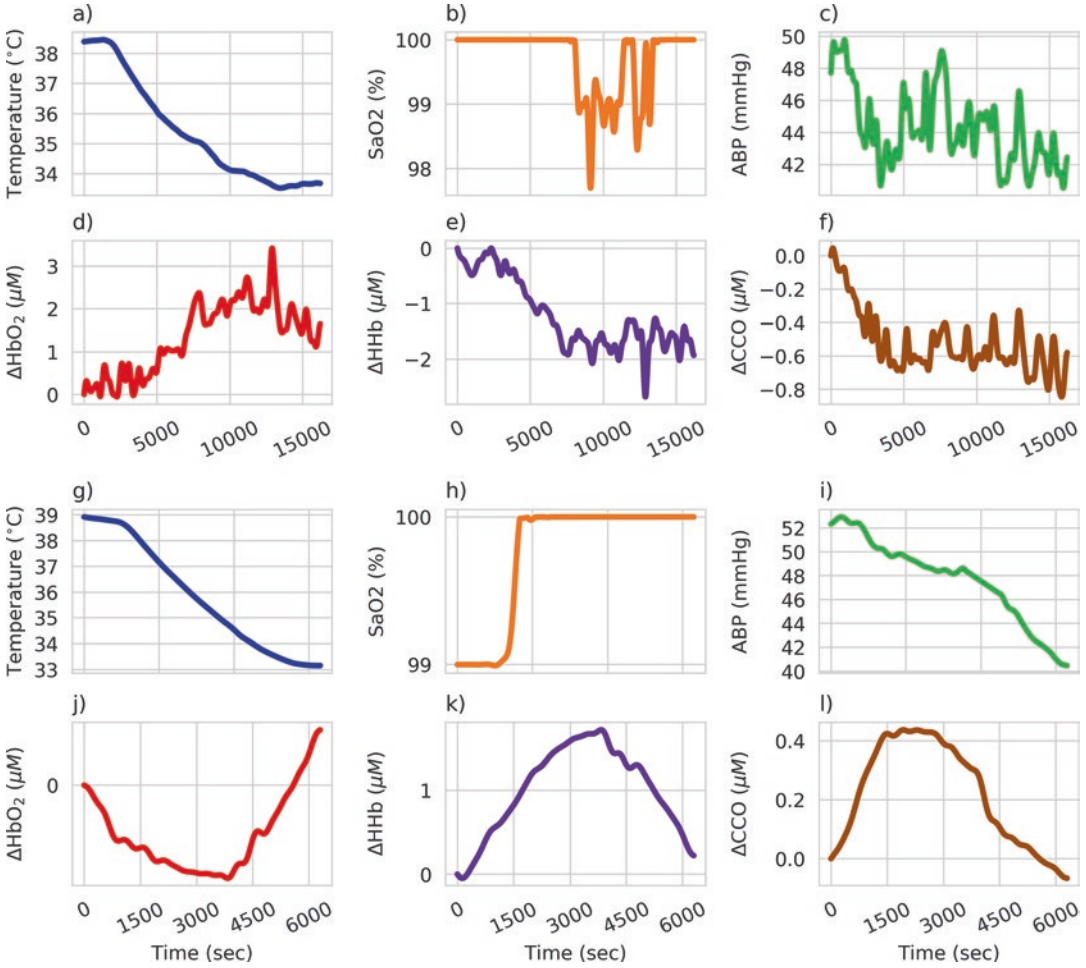 a)
Temperature (°C)
38
37
36
35
34
b)
SaO2 (%)
100
99
98
c)
ABP (mmHg)
50
48
46
44
42
d)
ΔHbO₂ (μM)
3
2
1
0
0
5000
10000
15000
e)
ΔHHb (μM)
0
−1
−2
0
5000
10000
15000
f)
ΔCCO (μM)
0.0
−0.2
−0.4
−0.6
−0.8
0
5000
10000
15000
g)
Temperature (°C)
39
38
37
36
35
34
33
h)
SaO2 (%)
100
99
i)
ABP (mmHg)
52
50
48
46
44
42
40
j)
ΔHbO₂ (μM)
0
0
1500
3000
4500
6000
Time (sec)
k)
ΔHHb (μM)
1
0
0
1500
3000
4500
6000
Time (sec)
l)
ΔCCO (μM)
0.4
0.2
0.0
0
1500
3000
4500
6000
Time (sec)